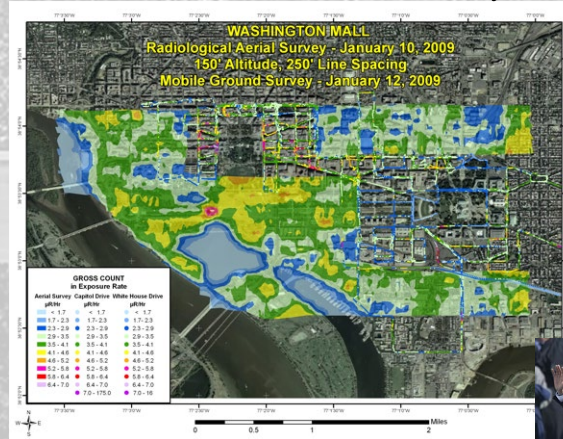 WASHINGTON MALL
Radiological Aerial Survey - January 10, 2009
150' Altitude, 250' Line Spacing
Mobile Ground Survey - January 12, 2009
GROSS COUNT
in Exposure Rate
Aerial Survey Capitol Drive White House Drive
µR/Hr µR/Hr µR/Hr
< 1.7 < 1.7 < 1.7
1.7 - 2.3 1.7- 2.3 1.7- 2.3
2.3 - 2.9 2.3 - 2.9 2.3 - 2.9
2.9 - 3.5 2.9 - 3.5 2.9 - 3.5
3.5 - 4.1 3.5 - 4.1 3.5 - 4.1
4.1 - 4.6 4.1 - 4.6 4.1 - 4.6
4.6 - 5.2 4.6 - 5.2 4.6 - 5.2
5.2 - 5.8 5.2 - 5.8 5.2 - 5.8
5.8 - 6.4 5.8 - 6.4 5.8 - 6.4
6.4 - 7.0 6.4 - 7.0 6.4 - 7.0
7.0 - 175.0 7.0 - 16
N
W E
S
Miles
0 0.5 1 2